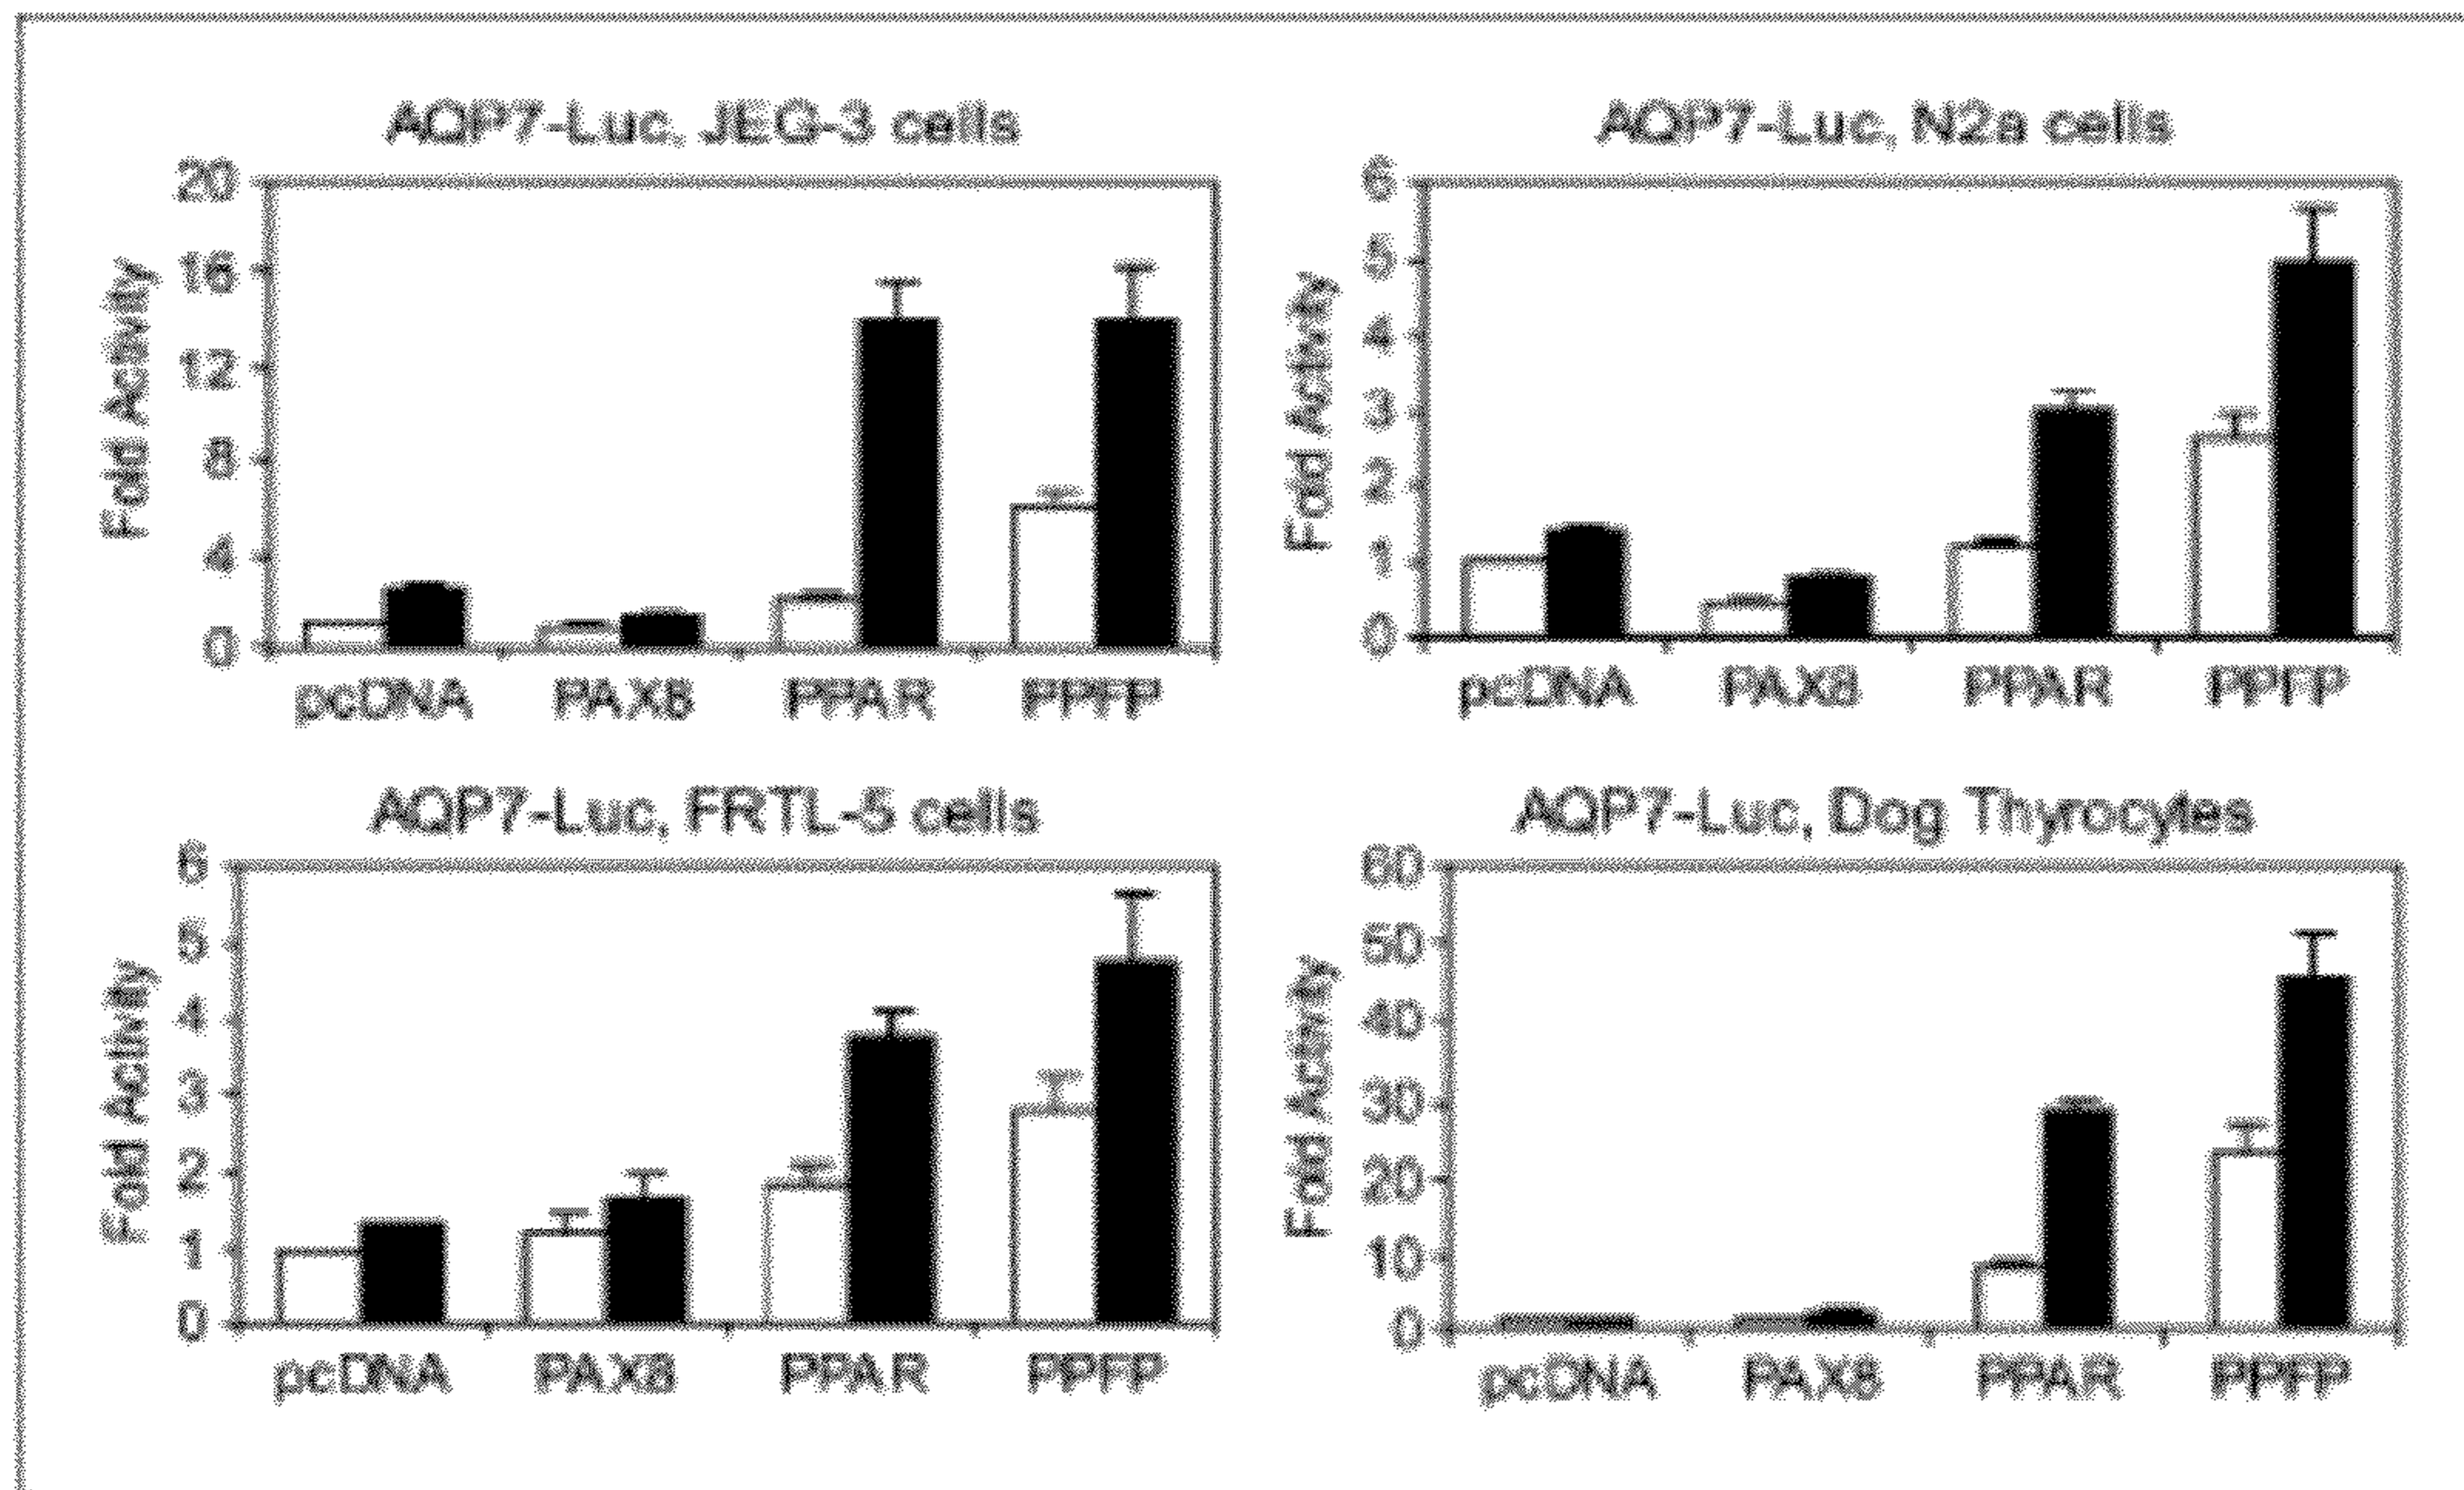 AQP7-Luc, JEG-3 cells
Fold Activity
20
16
12
8
4
0
pcDNA PAX8 PPAR PPFP
AQP7-Luc, N2a cells
Fold Activity
6
5
4
3
2
1
0
pcDNA PAX8 PPAR PPFP
AQP7-Luc, FRTL-5 cells
Fold Activity
6
5
4
3
2
1
0
pcDNA PAX8 PPAR PPFP
AQP7-Luc, Dog Thyrocytes
Fold Activity
60
50
40
30
20
10
0
pcDNA PAX8 PPAR PPFP